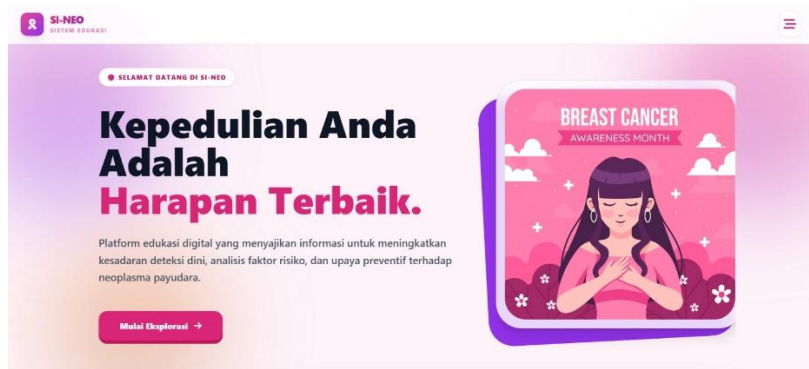 SI-NEO
SISTEM EDUKASI
SELAMAT DATANG DI SI-NEO
Kepedulian Anda
Adalah
Harapan Terbaik.
Platform edukasi digital yang menyajikan informasi untuk meningkatkan
kesadaran deteksi dini, analisis faktor risiko, dan upaya preventif terhadap
neoplasma payudara.
Mulai Eksplorasi →
BREAST CANCER
AWARENESS MONTH